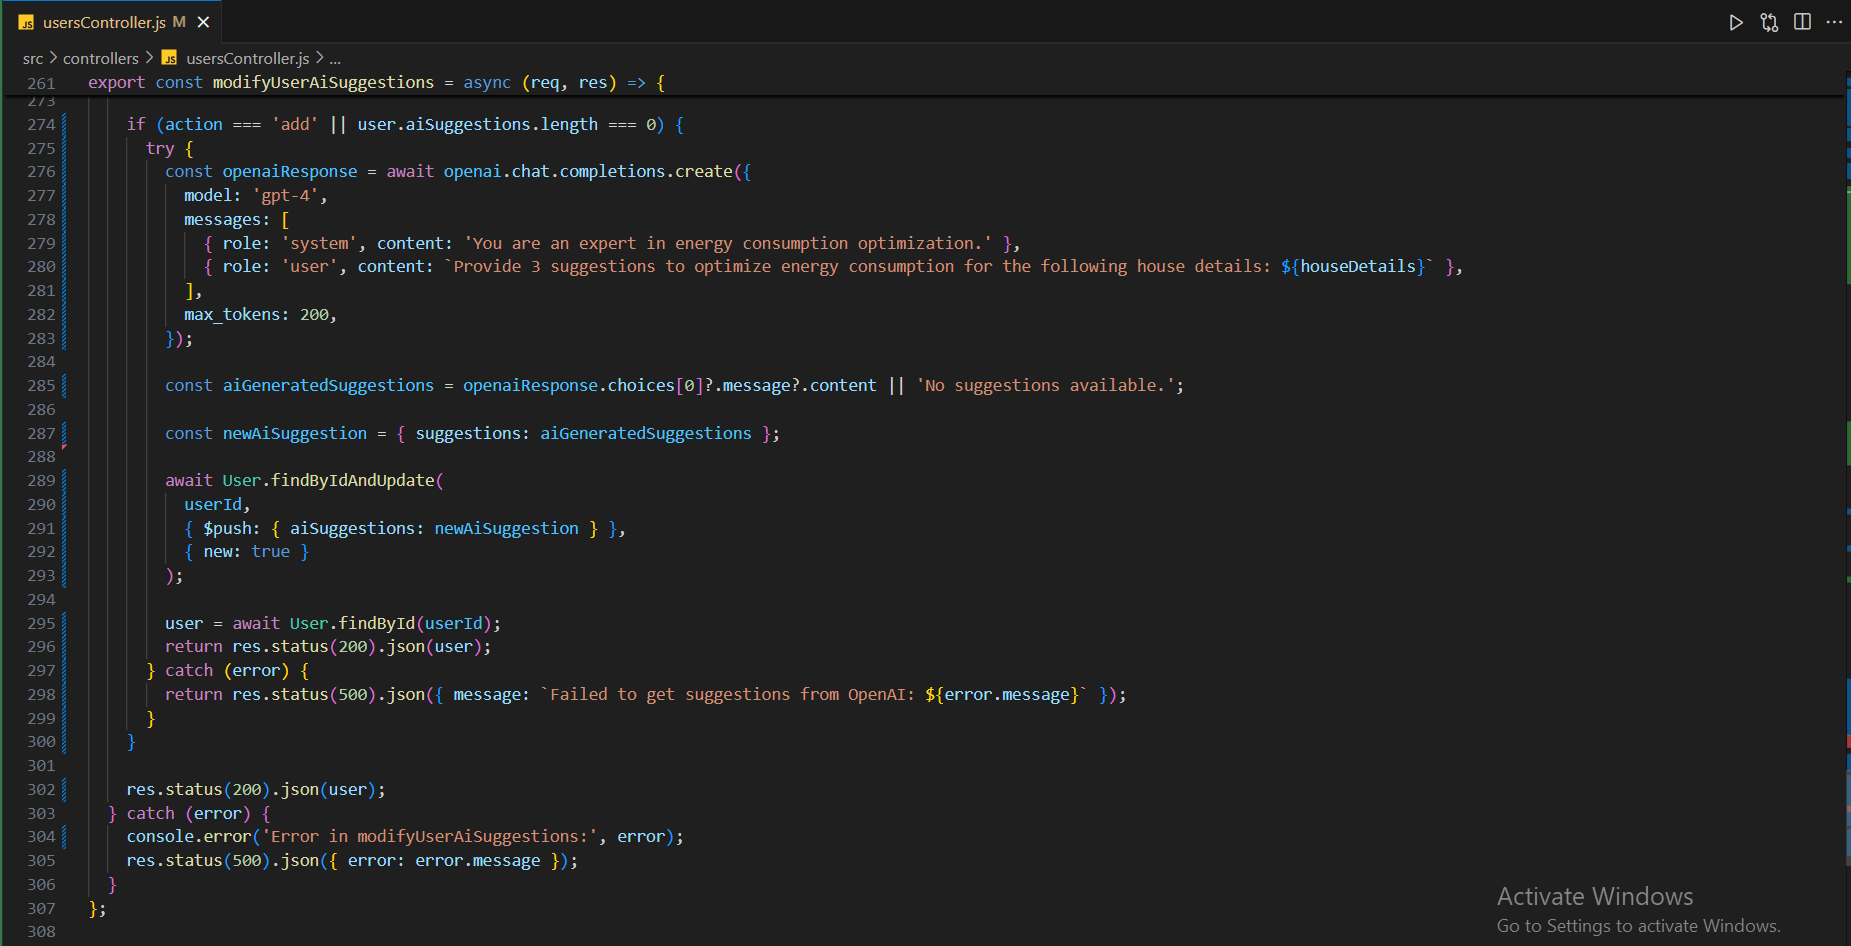 JS usersController.js M ×
src > controllers > JS usersController.js > ...
261 export const modifyUserAiSuggestions = async (req, res) => {
273
274 if (action === 'add' || user.aiSuggestions.length === 0) {
275 try {
276 const openaiResponse = await openai.chat.completions.create({
277 model: 'gpt-4',
278 messages: [
279 { role: 'system', content: 'You are an expert in energy consumption optimization.' },
280 { role: 'user', content: `Provide 3 suggestions to optimize energy consumption for the following house details: ${houseDetails}` },
281 ],
282 max_tokens: 200,
283 });
284
285 const aiGeneratedSuggestions = openaiResponse.choices[0]?.message?.content || 'No suggestions available.';
286
287 const newAiSuggestion = { suggestions: aiGeneratedSuggestions };
288
289 await User.findByIdAndUpdate(
290 userId,
291 { $push: { aiSuggestions: newAiSuggestion } },
292 { new: true }
293 );
294
295 user = await User.findById(userId);
296 return res.status(200).json(user);
297 } catch (error) {
298 return res.status(500).json({ message: `Failed to get suggestions from OpenAI: ${error.message}` });
299 }
300 }
301
302 res.status(200).json(user);
303 } catch (error) {
304 console.error('Error in modifyUserAiSuggestions:', error);
305 res.status(500).json({ error: error.message });
306 }
307 };
308
Activate Windows
Go to Settings to activate Windows.